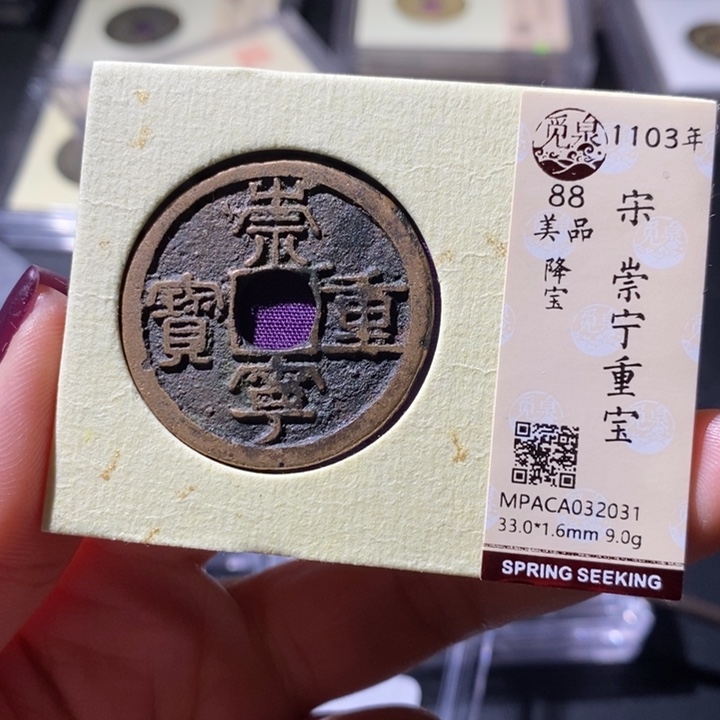 崇
寧
重
寶
觅泉
1103年
88
美品
降宝
宋 崇宁重宝
MPACA032031
33.0*1.6mm 9.0g
SPRING SEEKING